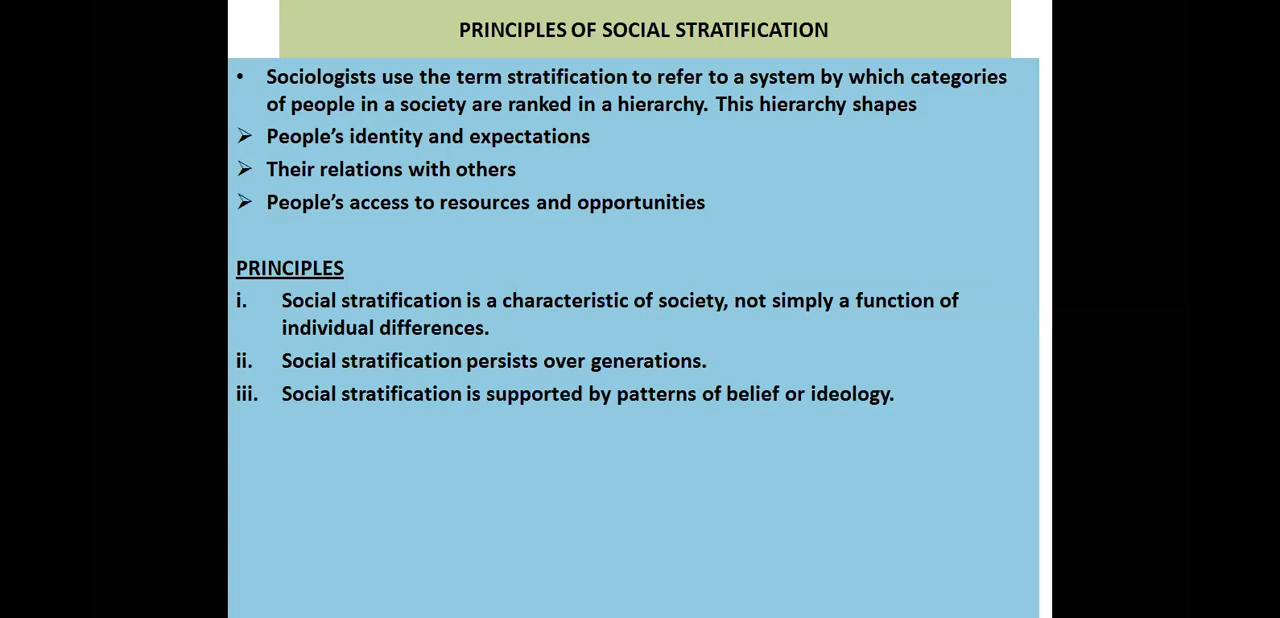 PRINCIPLES OF SOCIAL STRATIFICATION
• Sociologists use the term stratification to refer to a system by which categories
of people in a society are ranked in a hierarchy. This hierarchy shapes
➢ People’s identity and expectations
➢ Their relations with others
➢ People’s access to resources and opportunities
PRINCIPLES
i. Social stratification is a characteristic of society, not simply a function of
individual differences.
ii. Social stratification persists over generations.
iii. Social stratification is supported by patterns of belief or ideology.